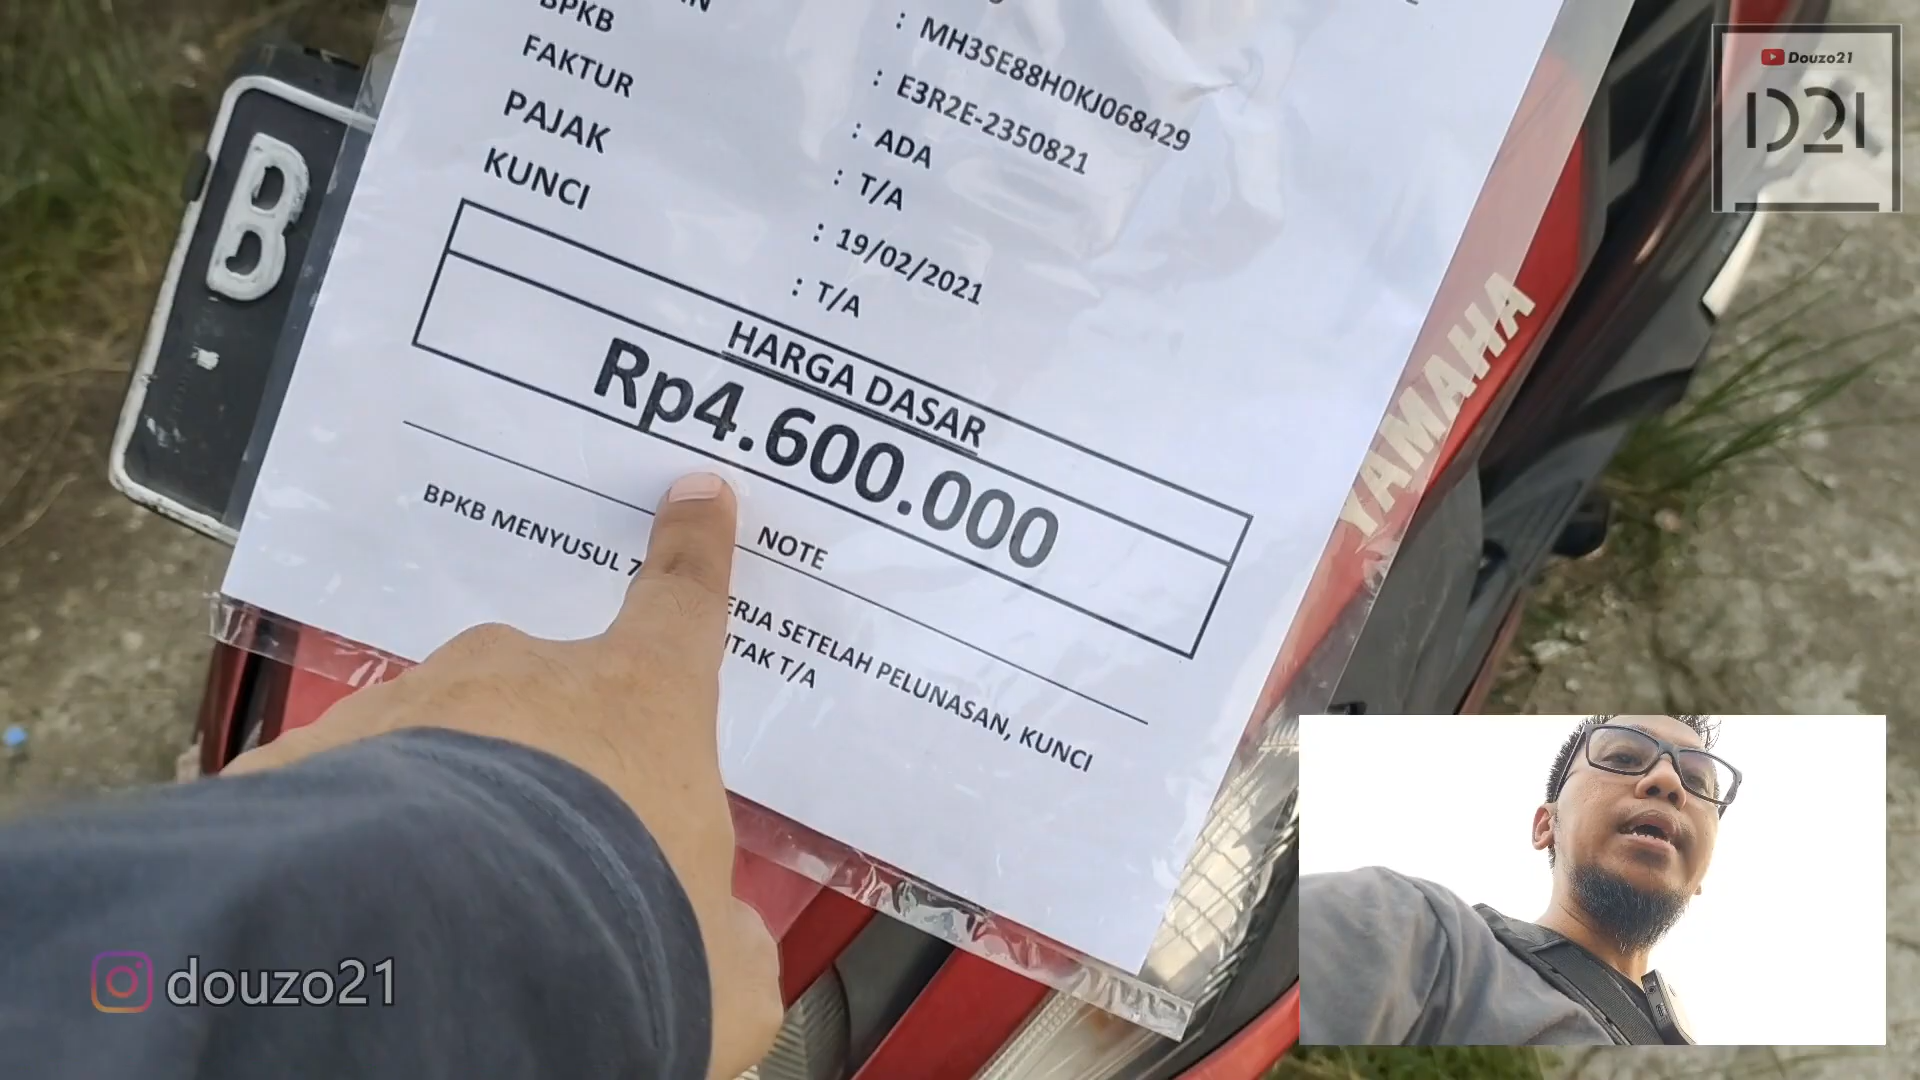 BPKB : MH3SE88H0KJ068429
FAKTUR : E3R2E-2350821
PAJAK : ADA
KUNCI : T/A
: 19/02/2021
: T/A
HARGA DASAR
Rp4.600.000
NOTE
BPKB MENYUSUL 7 ERJA SETELAH PELUNASAN, KUNCI
TAK T/A
B
YAMAHA
Douzo21
D21
douzo21